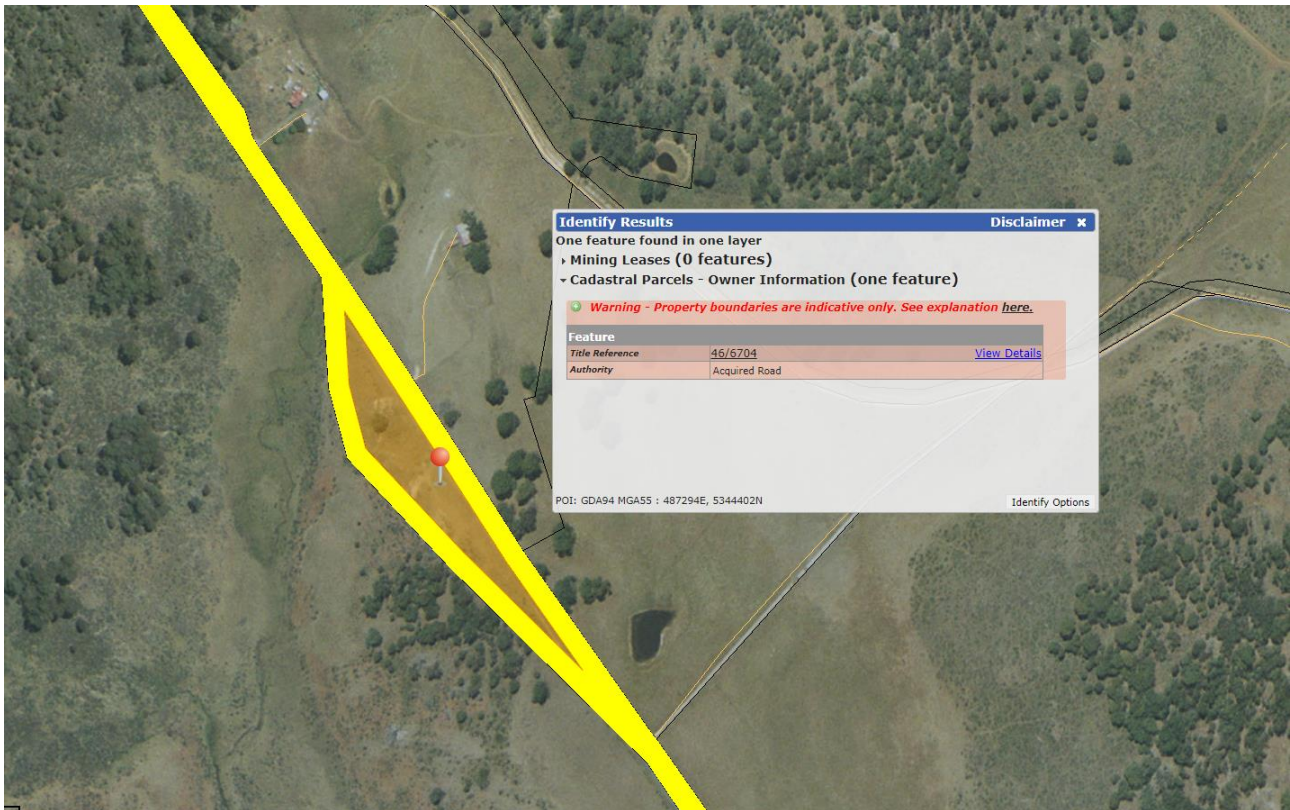 Identify Results Disclaimer ✖
One feature found in one layer
Mining Leases (0 features)
Cadastral Parcels - Owner Information (one feature)
Warning - Property boundaries are indicative only. See explanation here.
Feature
Title Reference 46/6704 View Details
Authority Acquired Road
POI: GDA94 MGA55 : 487294E, 5344402N Identify Options